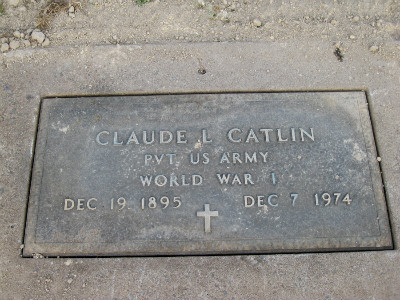 CLAUDE L CATLIN
PVT US ARMY
WORLD WAR I
DEC 19 1895 DEC 7 1974